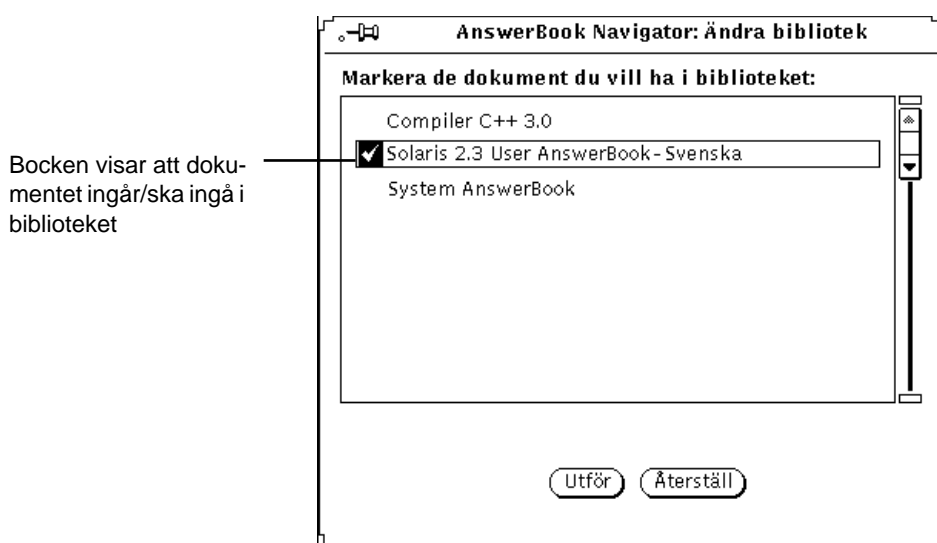 AnswerBook Navigator: Ändra bibliotek
Markera de dokument du vill ha i biblioteket:
Compiler C++ 3.0
Solaris 2.3 User AnswerBook-Svenska
System AnswerBook
Bocken visar att doku-
mentet ingår/ska ingå i
biblioteket
Utför
Återställ